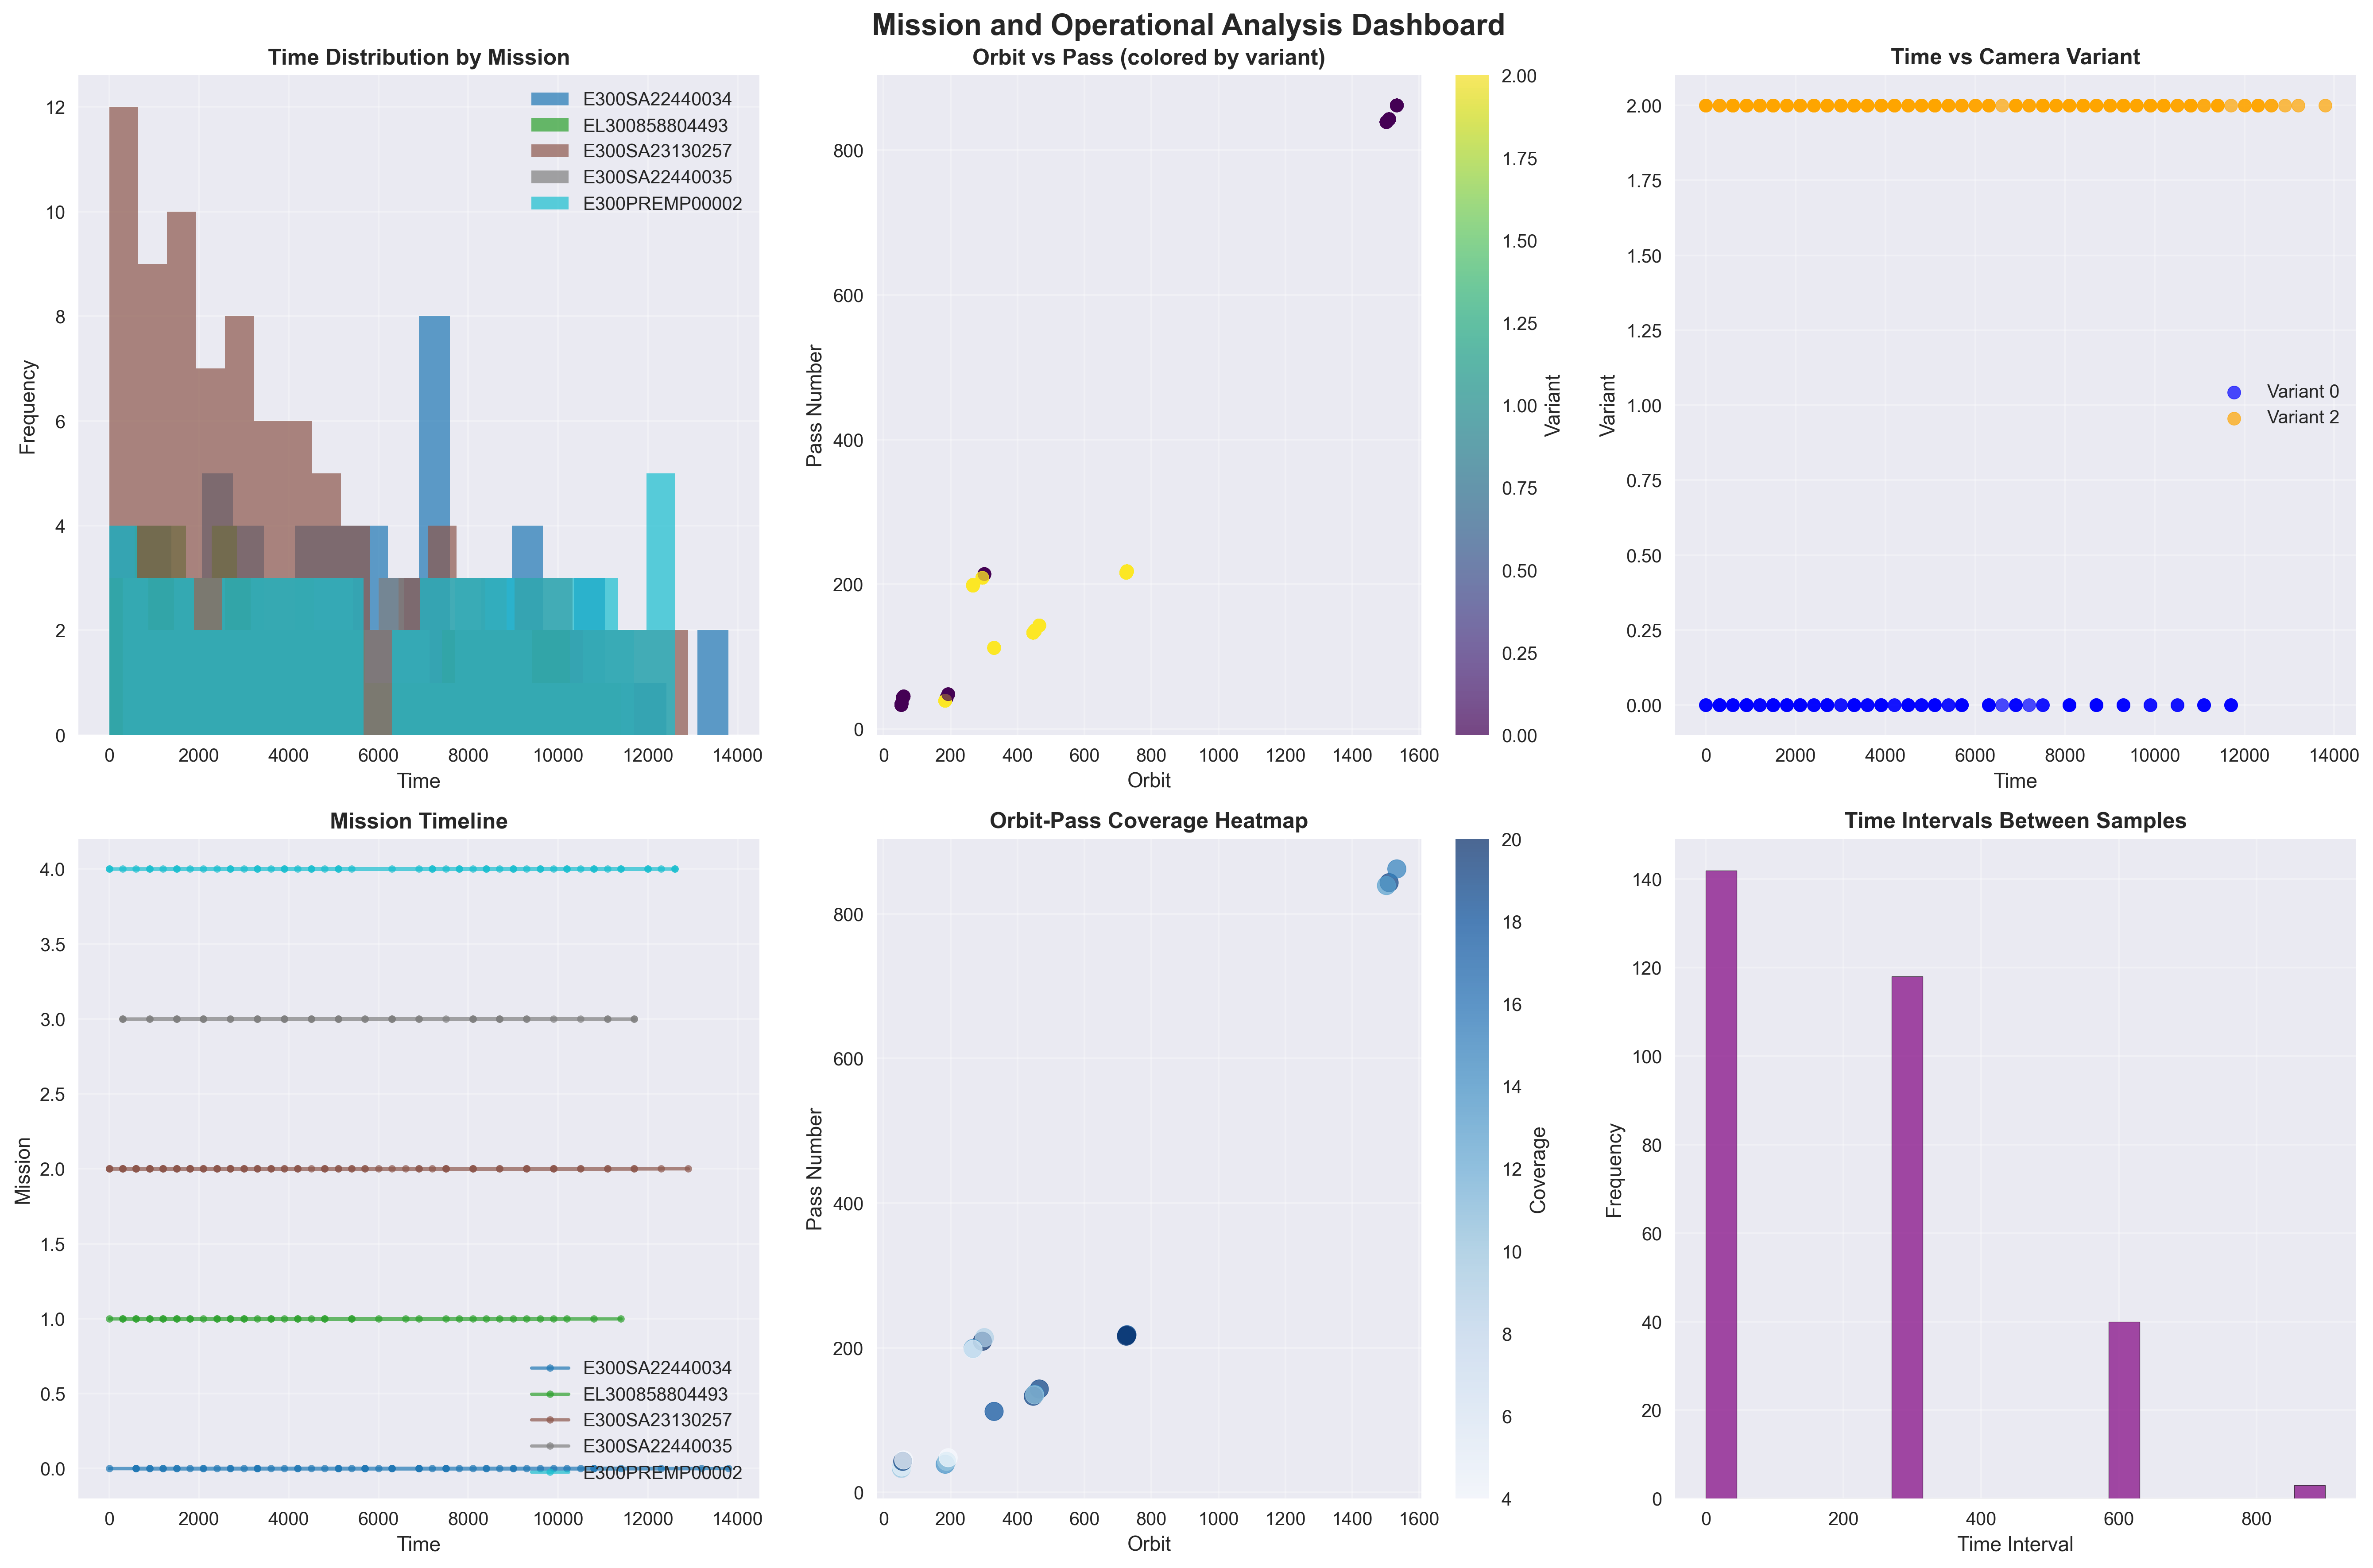 Mission and Operational Analysis Dashboard
Time Distribution by Mission
12
10
8
6
4
2
0
Frequency
E300SA22440034
EL300858804493
E300SA23130257
E300SA22440035
E300PREMP00002
0 2000 4000 6000 8000 10000 12000 14000
Time
Orbit vs Pass (colored by variant)
800
600
400
200
0
Pass Number
0 200 400 600 800 1000 1200 1400 1600
Orbit
2.00
1.75
1.50
1.25
1.00
0.75
0.50
0.25
0.00
Variant
Time vs Camera Variant
2.00
1.75
1.50
1.25
1.00
0.75
0.50
0.25
0.00
Variant
Variant 0
Variant 2
0 2000 4000 6000 8000 10000 12000 14000
Time
Mission Timeline
4.0
3.5
3.0
2.5
2.0
1.5
1.0
0.5
0.0
Mission
E300SA22440034
EL300858804493
E300SA23130257
E300SA22440035
E300PREMP00002
0 2000 4000 6000 8000 10000 12000 14000
Time
Orbit-Pass Coverage Heatmap
800
600
400
200
0
Pass Number
0 200 400 600 800 1000 1200 1400 1600
Orbit
20
18
16
14
12
10
8
6
4
Coverage
Time Intervals Between Samples
140
120
100
80
60
40
20
0
Frequency
0 200 400 600 800
Time Interval